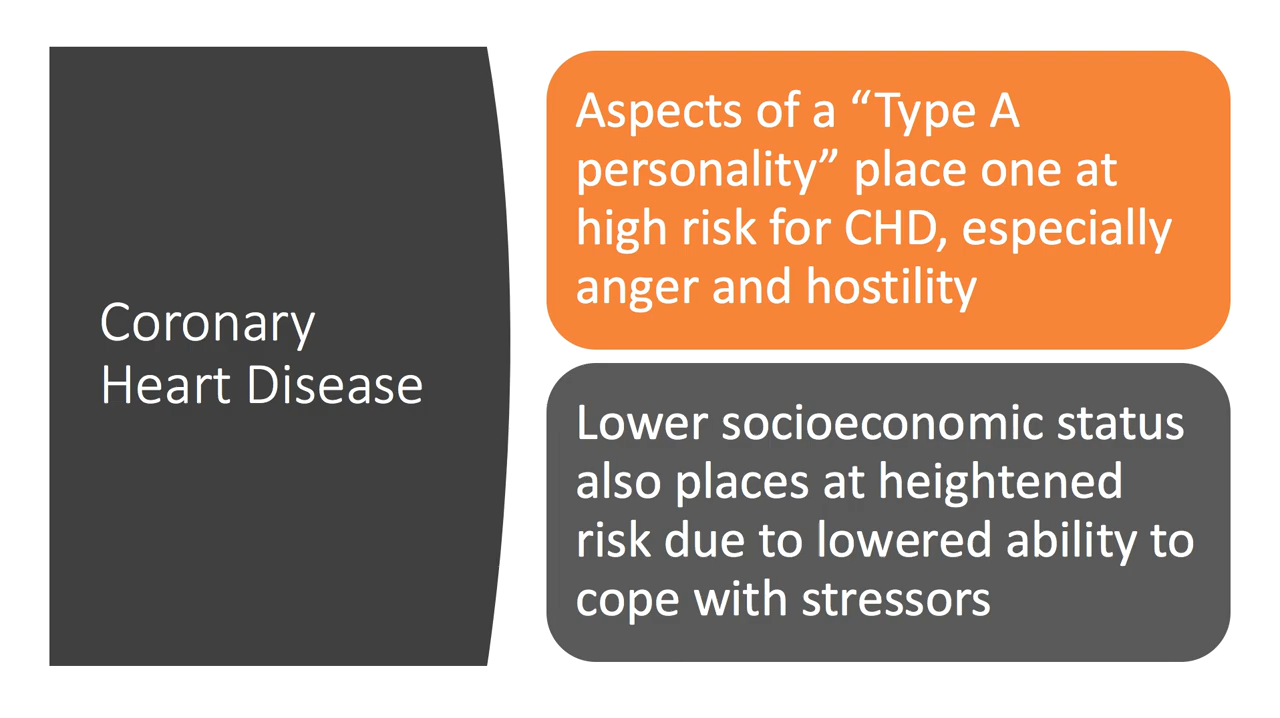 Coronary
Heart Disease
Aspects of a “Type A
personality” place one at
high risk for CHD, especially
anger and hostility
Lower socioeconomic status
also places at heightened
risk due to lowered ability to
cope with stressors